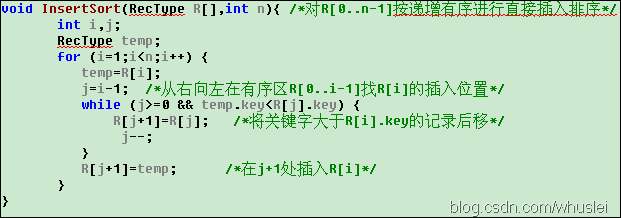 void InsertSort(RecType R[],int n){ /*对R[0..n-1]按递增有序进行直接插入排序*/
int i,j;
RecType temp;
for (i=1;i<n;i++) {
temp=R[i];
j=i-1; /*从右向左在有序区R[0..i-1]找R[i]的插入位置*/
while (j>=0 && temp.key<R[j].key) {
R[j+1]=R[j]; /*将关键字大于R[i].key的记录后移*/
j--;
}
R[j+1]=temp; /*在j+1处插入R[i]*/
}
}
blog.csdn.com/whuslei